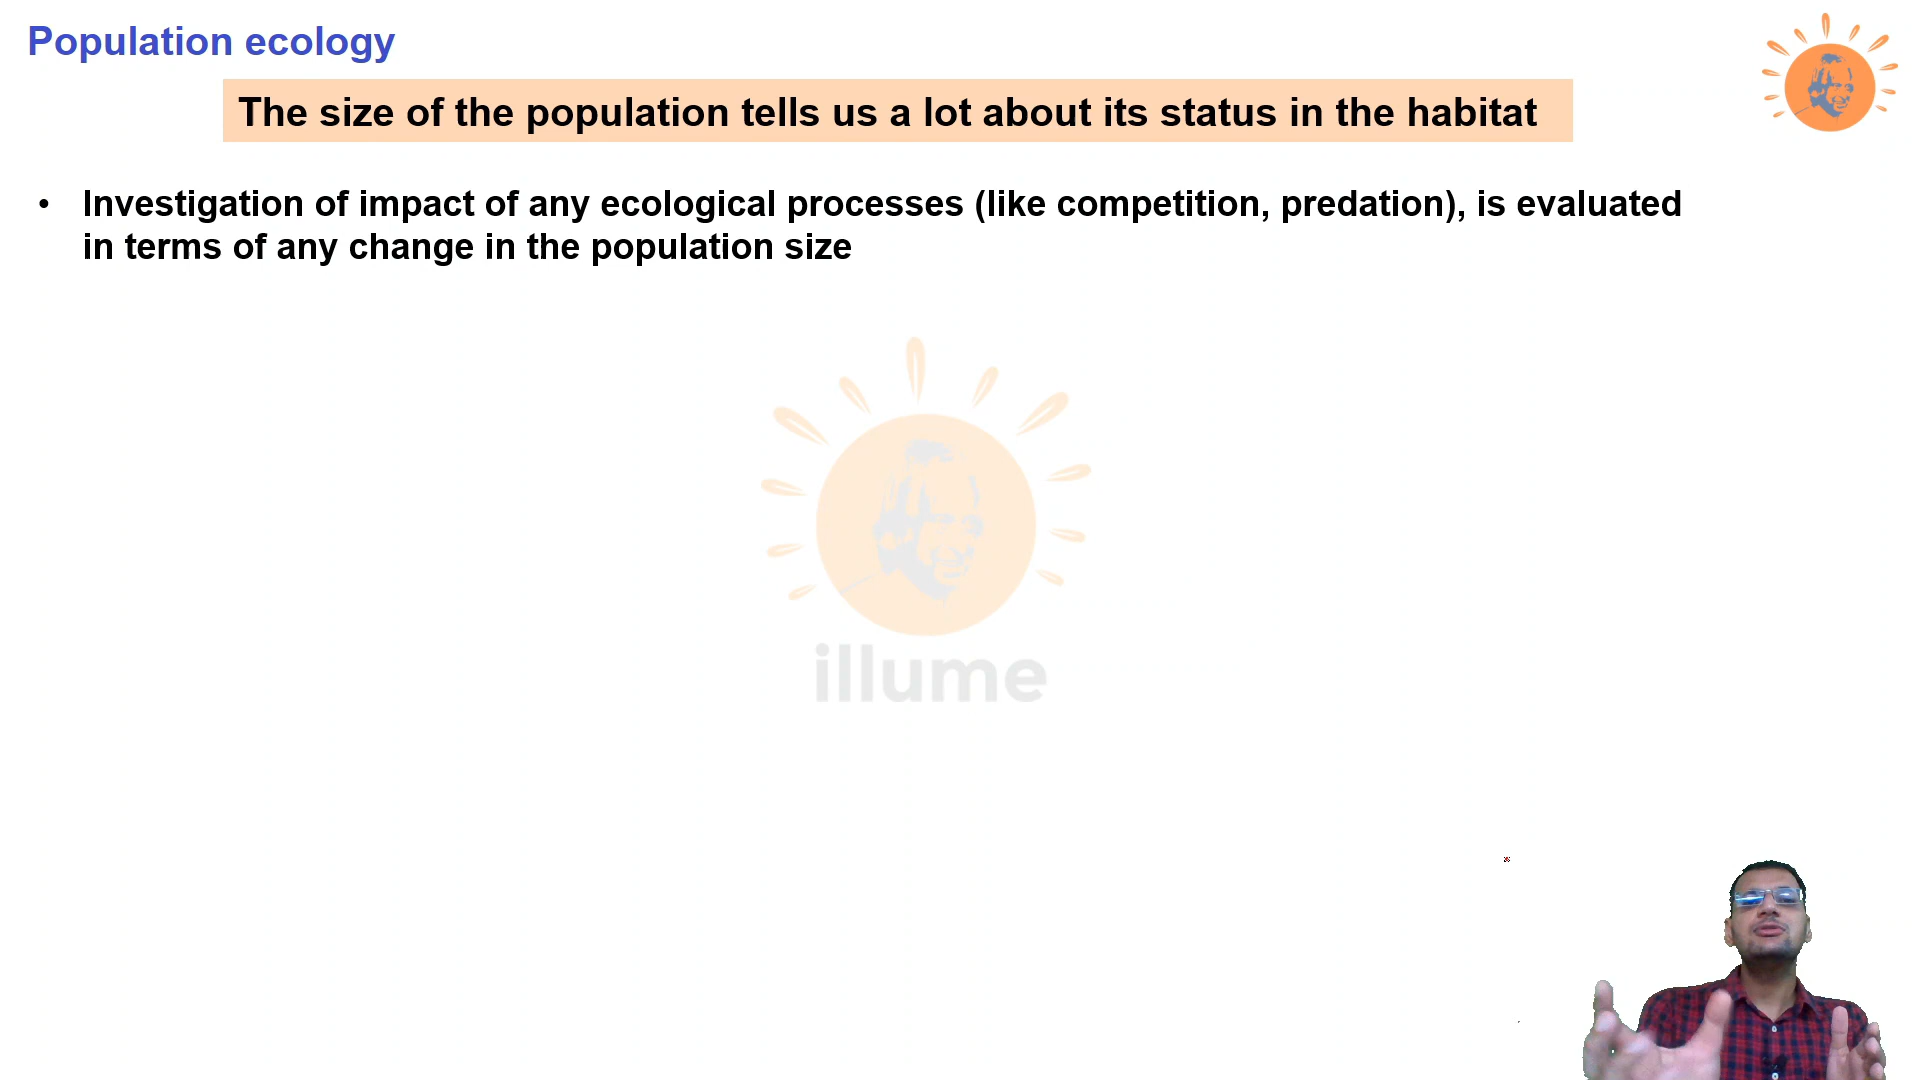 Population ecology
The size of the population tells us a lot about its status in the habitat
• Investigation of impact of any ecological processes (like competition, predation), is evaluated
in terms of any change in the population size
illume